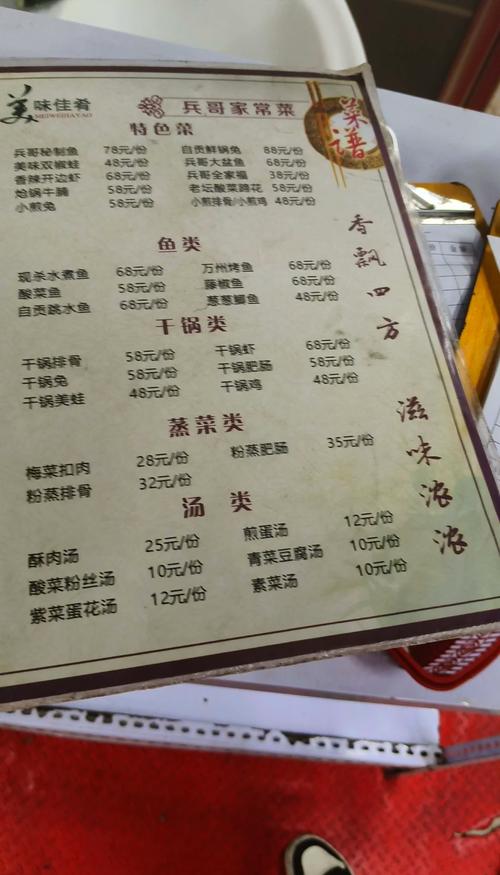 美味佳肴
MEIWEIJIAYAO
兵哥家常菜
菜谱
特色菜
兵哥秘制鱼 78元/份 自贡鲜锅兔 88元/份
美味双椒蛙 48元/份 兵哥大盆鱼 68元/份
香辣开边虾 68元/份 兵哥全家福 38元/份
炝锅牛腩 58元/份 老坛酸菜蹄花 58元/份
小煎兔 58元/份 小煎排骨/小煎鸡 48元/份
鱼类
现杀水煮鱼 68元/份 万州烤鱼 68元/份
酸菜鱼 58元/份 藤椒鱼 68元/份
自贡跳水鱼 68元/份 葱葱鲫鱼 48元/份
干锅类
干锅排骨 58元/份 干锅虾 68元/份
干锅兔 58元/份 干锅肥肠 58元/份
干锅美蛙 48元/份 干锅鸡 48元/份
蒸菜类
梅菜扣肉 28元/份 粉蒸肥肠 35元/份
粉蒸排骨 32元/份
汤类
酥肉汤 25元/份 煎蛋汤 12元/份
酸菜粉丝汤 10元/份 青菜豆腐汤 10元/份
紫菜蛋花汤 12元/份 素菜汤 10元/份
香飘四方
滋味浓浓